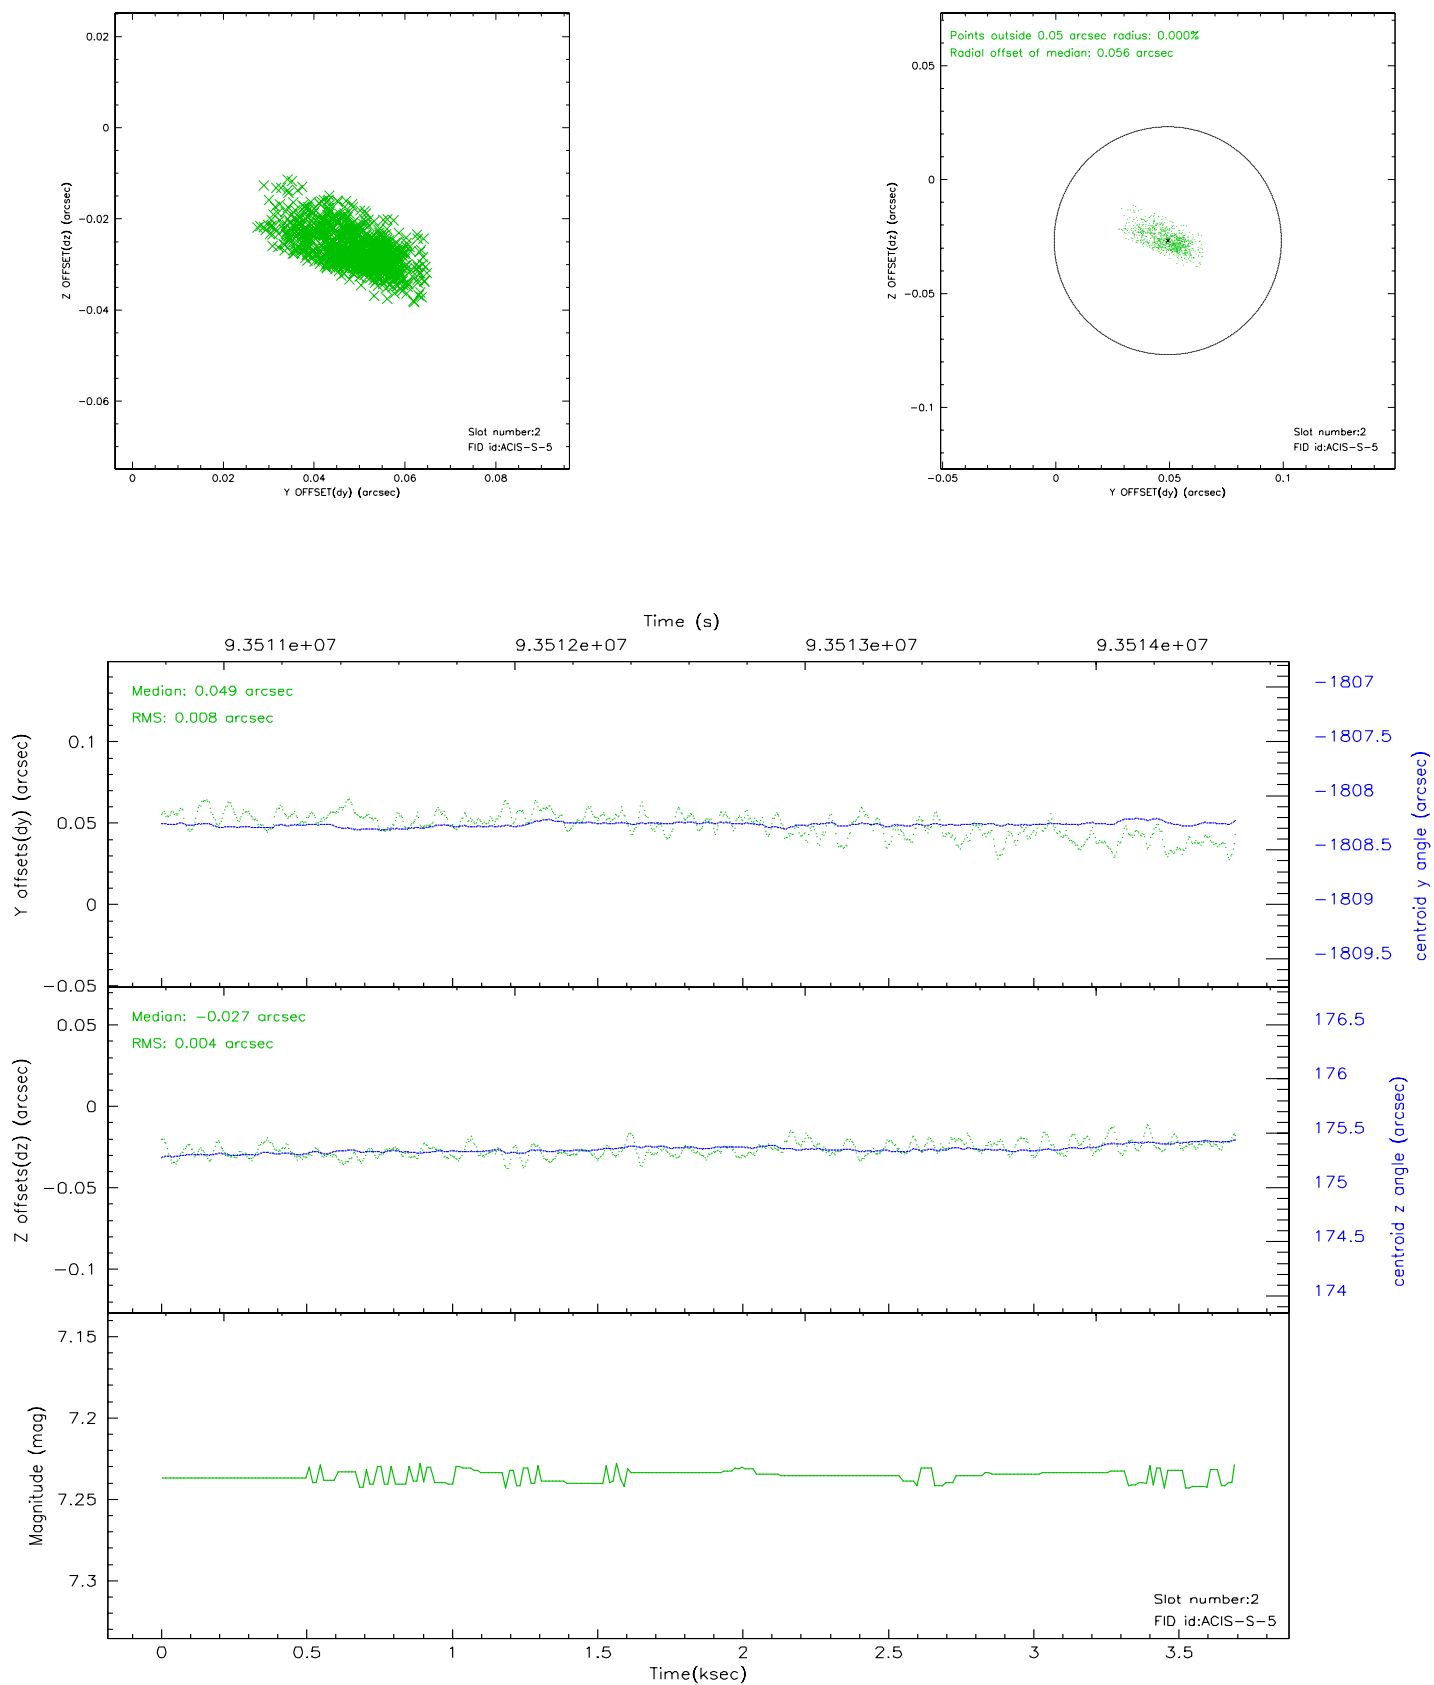 0.02
0
−0.02
−0.04
−0.06
Z OFFSET(dz) (arcsec)
Slot number:2
FID id:ACIS−S−5
0 0.02 0.04 0.06 0.08
Y OFFSET(dy) (arcsec)
Points outside 0.05 arcsec radius: 0.000%
Radial offset of median: 0.056 arcsec
0.05
0
−0.05
−0.1
Z OFFSET(dz) (arcsec)
Slot number:2
FID id:ACIS−S−5
−0.05 0 0.05 0.1
Y OFFSET(dy) (arcsec)
Time (s)
9.3511e+07 9.3512e+07 9.3513e+07 9.3514e+07
Median: 0.049 arcsec
RMS: 0.008 arcsec
0.1
0.05
0
−0.05
Y offsets(dy) (arcsec)
−1807
−1807.5
−1808
−1808.5
−1809
−1809.5
centroid y angle (arcsec)
Median: −0.027 arcsec
RMS: 0.004 arcsec
0.05
0
−0.05
−0.1
Z offsets(dz) (arcsec)
176.5
176
175.5
175
174.5
174
centroid z angle (arcsec)
7.15
7.2
7.25
7.3
Magnitude (mag)
Slot number:2
FID id:ACIS−S−5
0 0.5 1 1.5 2 2.5 3 3.5
Time(ksec)